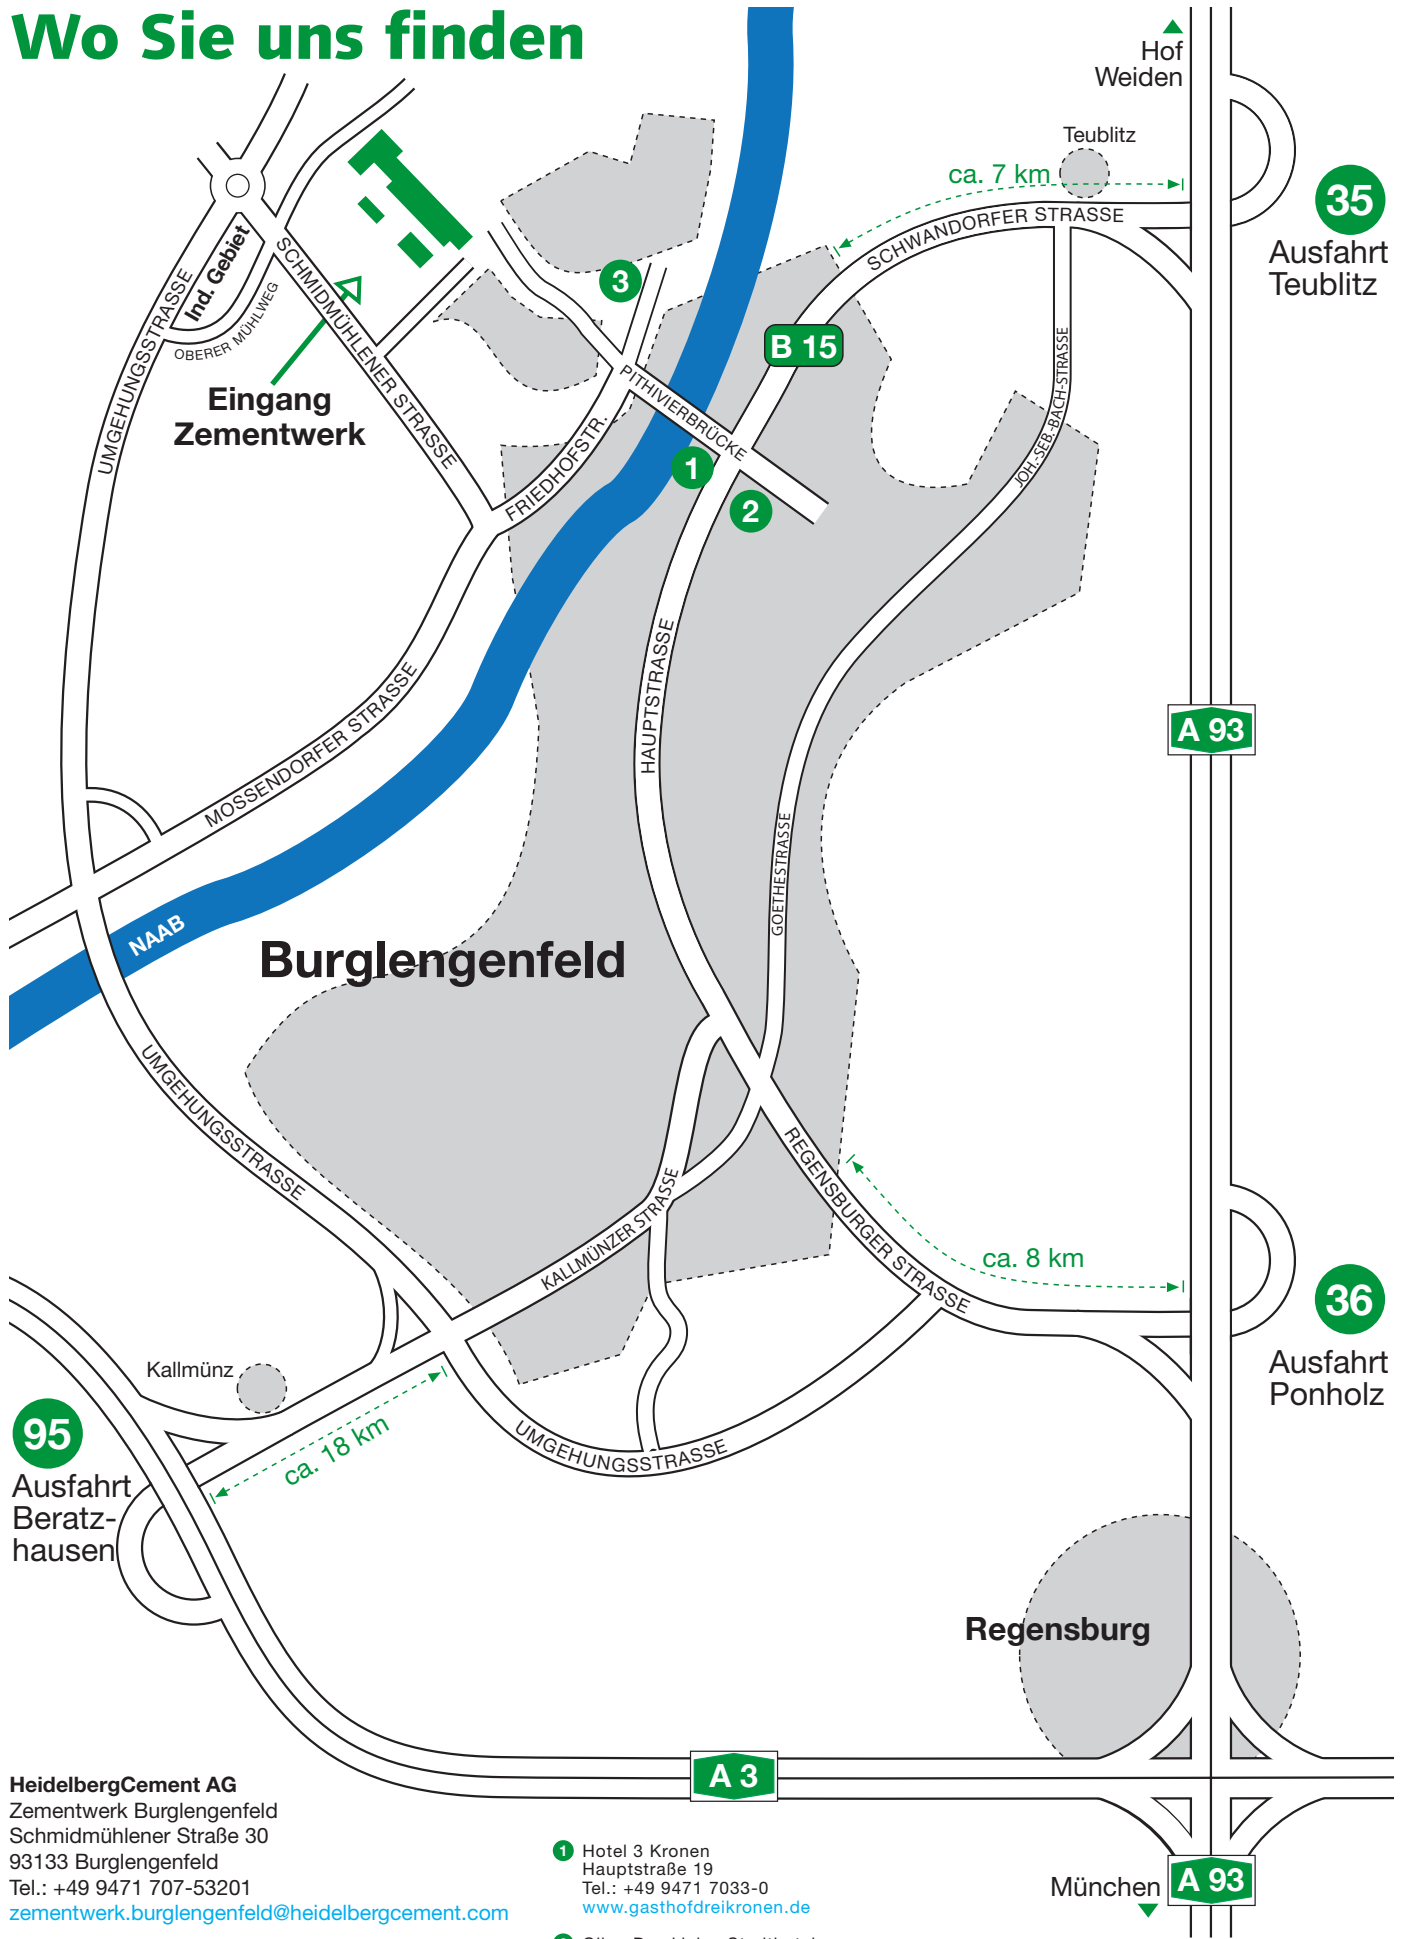 Wo Sie uns finden
Hof
Weiden
Teublitz
ca. 7 km
35
Ausfahrt
Teublitz
SCHWANDORFER STRASSE
Ind. Gebiet
SCHMIDMÜHLENER STRASSE
UMGEHUNGSSTRASSE
OBERER MÜHLWEG
3
B 15
Eingang
Zementwerk
PITHIVIERBRÜCKE
FRIEDHOFSTR.
1
2
JOH.-SEB.-BACH-STRASSE
HAUPTSTRASSE
MOSSENDORFER STRASSE
A 93
GOETHESTRASSE
NAAB
Burglengenfeld
UMGEHUNGSSTRASSE
REGENSBURGER STRASSE
KALLMÜNZER STRASSE
ca. 8 km
36
Ausfahrt
Ponholz
Kallmünz
95
Ausfahrt
Beratz-
hausen
ca. 18 km
UMGEHUNGSSTRASSE
Regensburg
A 3
HeidelbergCement AG
Zementwerk Burglengenfeld
Schmidmühlener Straße 30
93133 Burglengenfeld
Tel.: +49 9471 707-53201
zementwerk.burglengenfeld@heidelbergcement.com
1 Hotel 3 Kronen
Hauptstraße 19
Tel.: +49 9471 7033-0
www.gasthofdreikronen.de
München
A 93